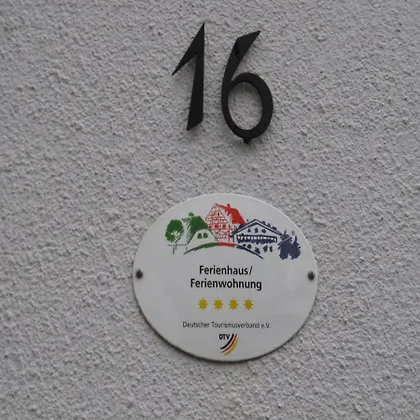 16
Ferienhaus/
Ferienwohnung
Deutscher Tourismusverband e.V.
DTV